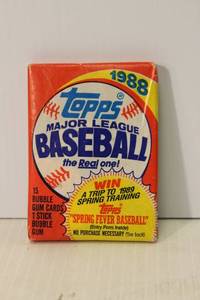 1988
TOPPS
MAJOR LEAGUE
BASEBALL
the Real one!
15
BUBBLE
GUM CARDS
1 STICK
BUBBLE
GUM
WIN
A TRIP TO 1989
SPRING TRAINING
TOPPS
"SPRING FEVER BASEBALL"
(Entry Form Inside)
NO PURCHASE NECESSARY (See back)